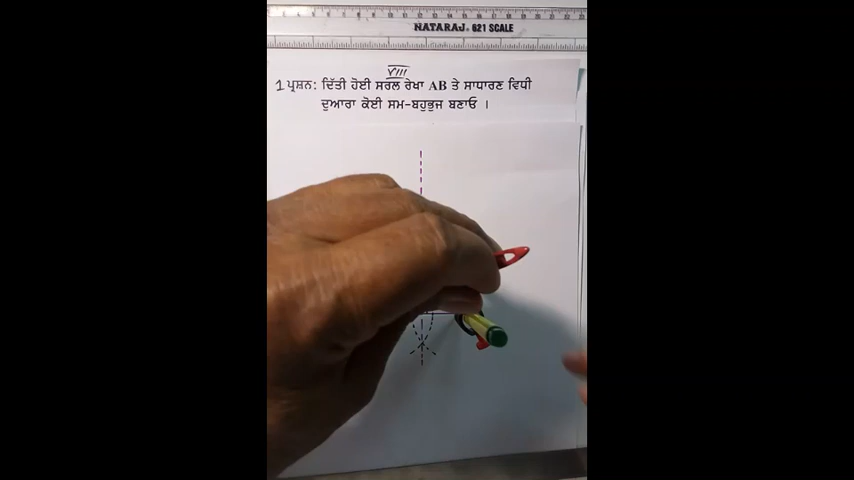 NATARAJ 621 SCALE
VIII
1 ਪ੍ਰਸ਼ਨ: ਦਿੱਤੀ ਹੋਈ ਸਰਲ ਰੇਖਾ AB ਤੇ ਸਾਧਾਰਣ ਵਿਧੀ
ਦੁਆਰਾ ਕੋਈ ਸਮ-ਬਹੁਭੁਜ ਬਣਾਓ ।